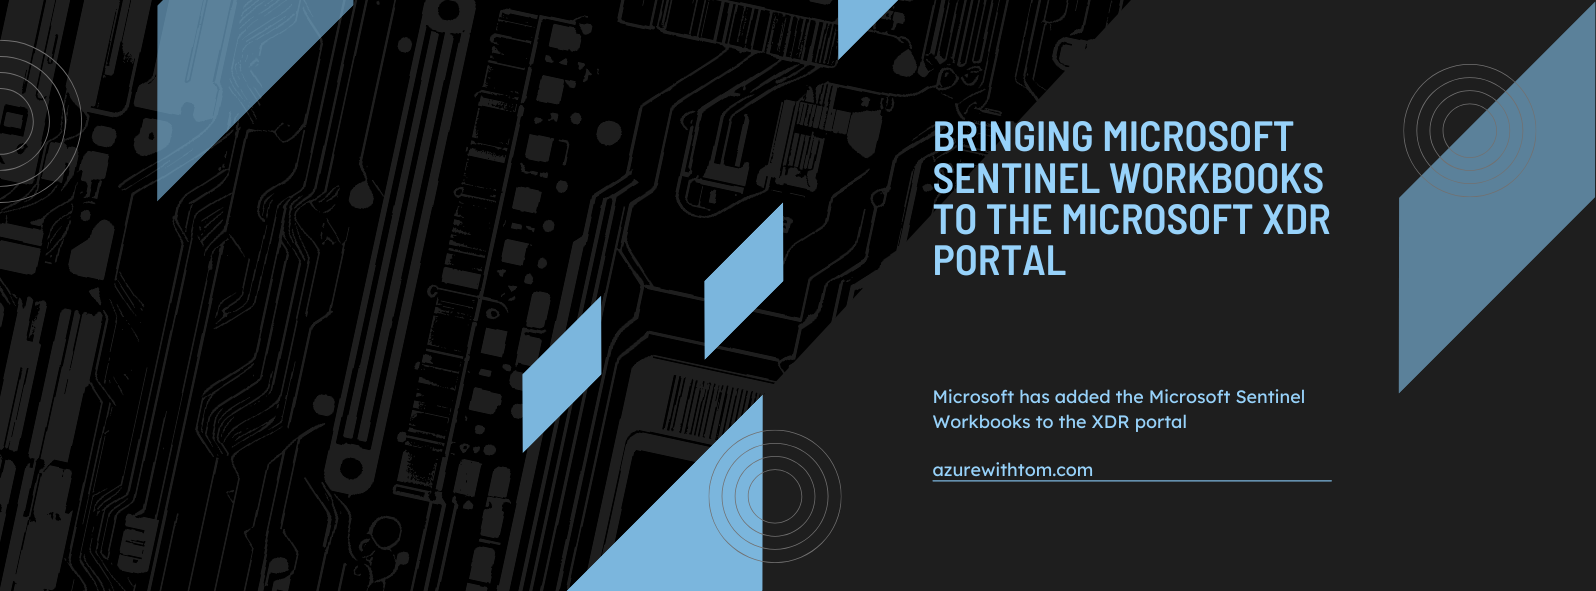 BRINGING MICROSOFT
SENTINEL WORKBOOKS
TO THE MICROSOFT XDR
PORTAL
Microsoft has added the Microsoft Sentinel
Workbooks to the XDR portal
azurewithtom.com